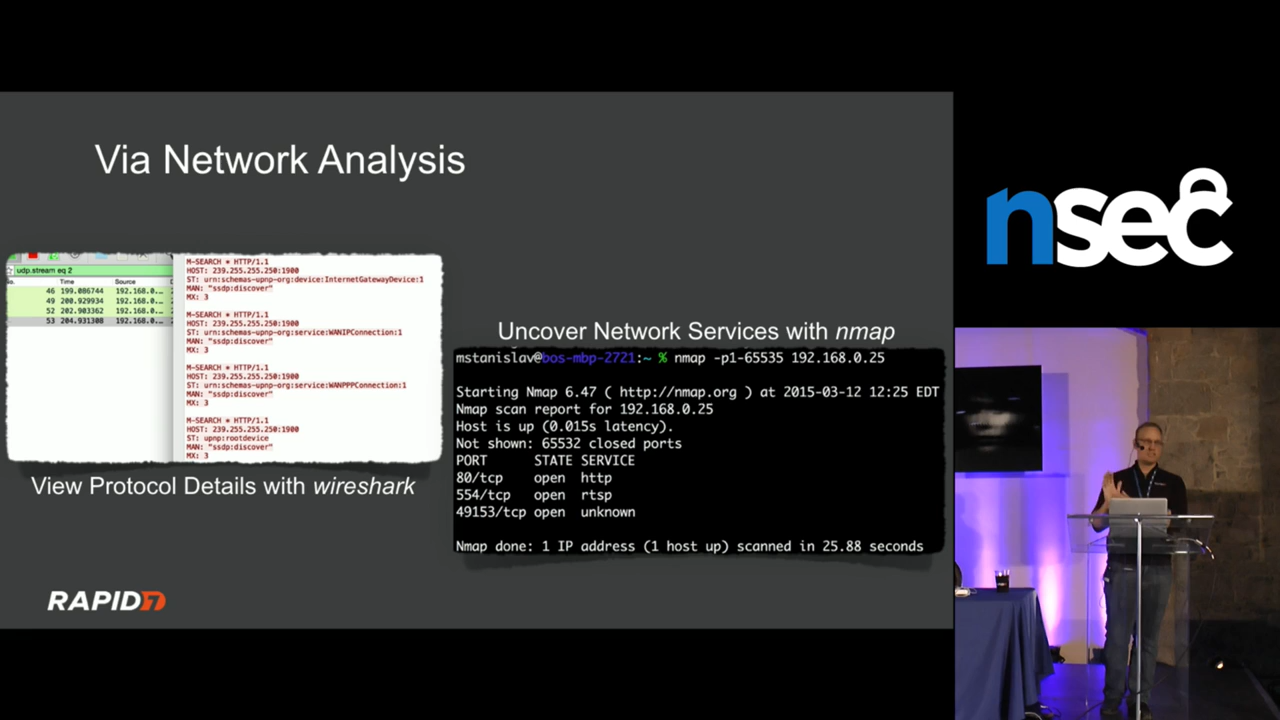 Via Network Analysis
nsec
udp.stream eq 2
Time Source
46 199.086744 192.168.0...
49 200.929934 192.168.0...
52 202.903362 192.168.0...
53 204.931308 192.168.0...
M-SEARCH * HTTP/1.1
HOST: 239.255.255.250:1900
ST: urn:schemas-upnp-org:device:InternetGatewayDevice:1
MAN: "ssdp:discover"
MX: 3
M-SEARCH * HTTP/1.1
HOST: 239.255.255.250:1900
ST: urn:schemas-upnp-org:service:WANIPConnection:1
MAN: "ssdp:discover"
MX: 3
M-SEARCH * HTTP/1.1
HOST: 239.255.255.250:1900
ST: urn:schemas-upnp-org:service:WANPPPConnection:1
MAN: "ssdp:discover"
MX: 3
M-SEARCH * HTTP/1.1
HOST: 239.255.255.250:1900
ST: upnp:rootdevice
MAN: "ssdp:discover"
MX: 3
View Protocol Details with wireshark
Uncover Network Services with nmap
mstanislav@bos-mbp-2721:~ % nmap -p1-65535 192.168.0.25
Starting Nmap 6.47 ( http://nmap.org ) at 2015-03-12 12:25 EDT
Nmap scan report for 192.168.0.25
Host is up (0.015s latency).
Not shown: 65532 closed ports
PORT STATE SERVICE
80/tcp open http
554/tcp open rtsp
49153/tcp open unknown
Nmap done: 1 IP address (1 host up) scanned in 25.88 seconds
RAPID7